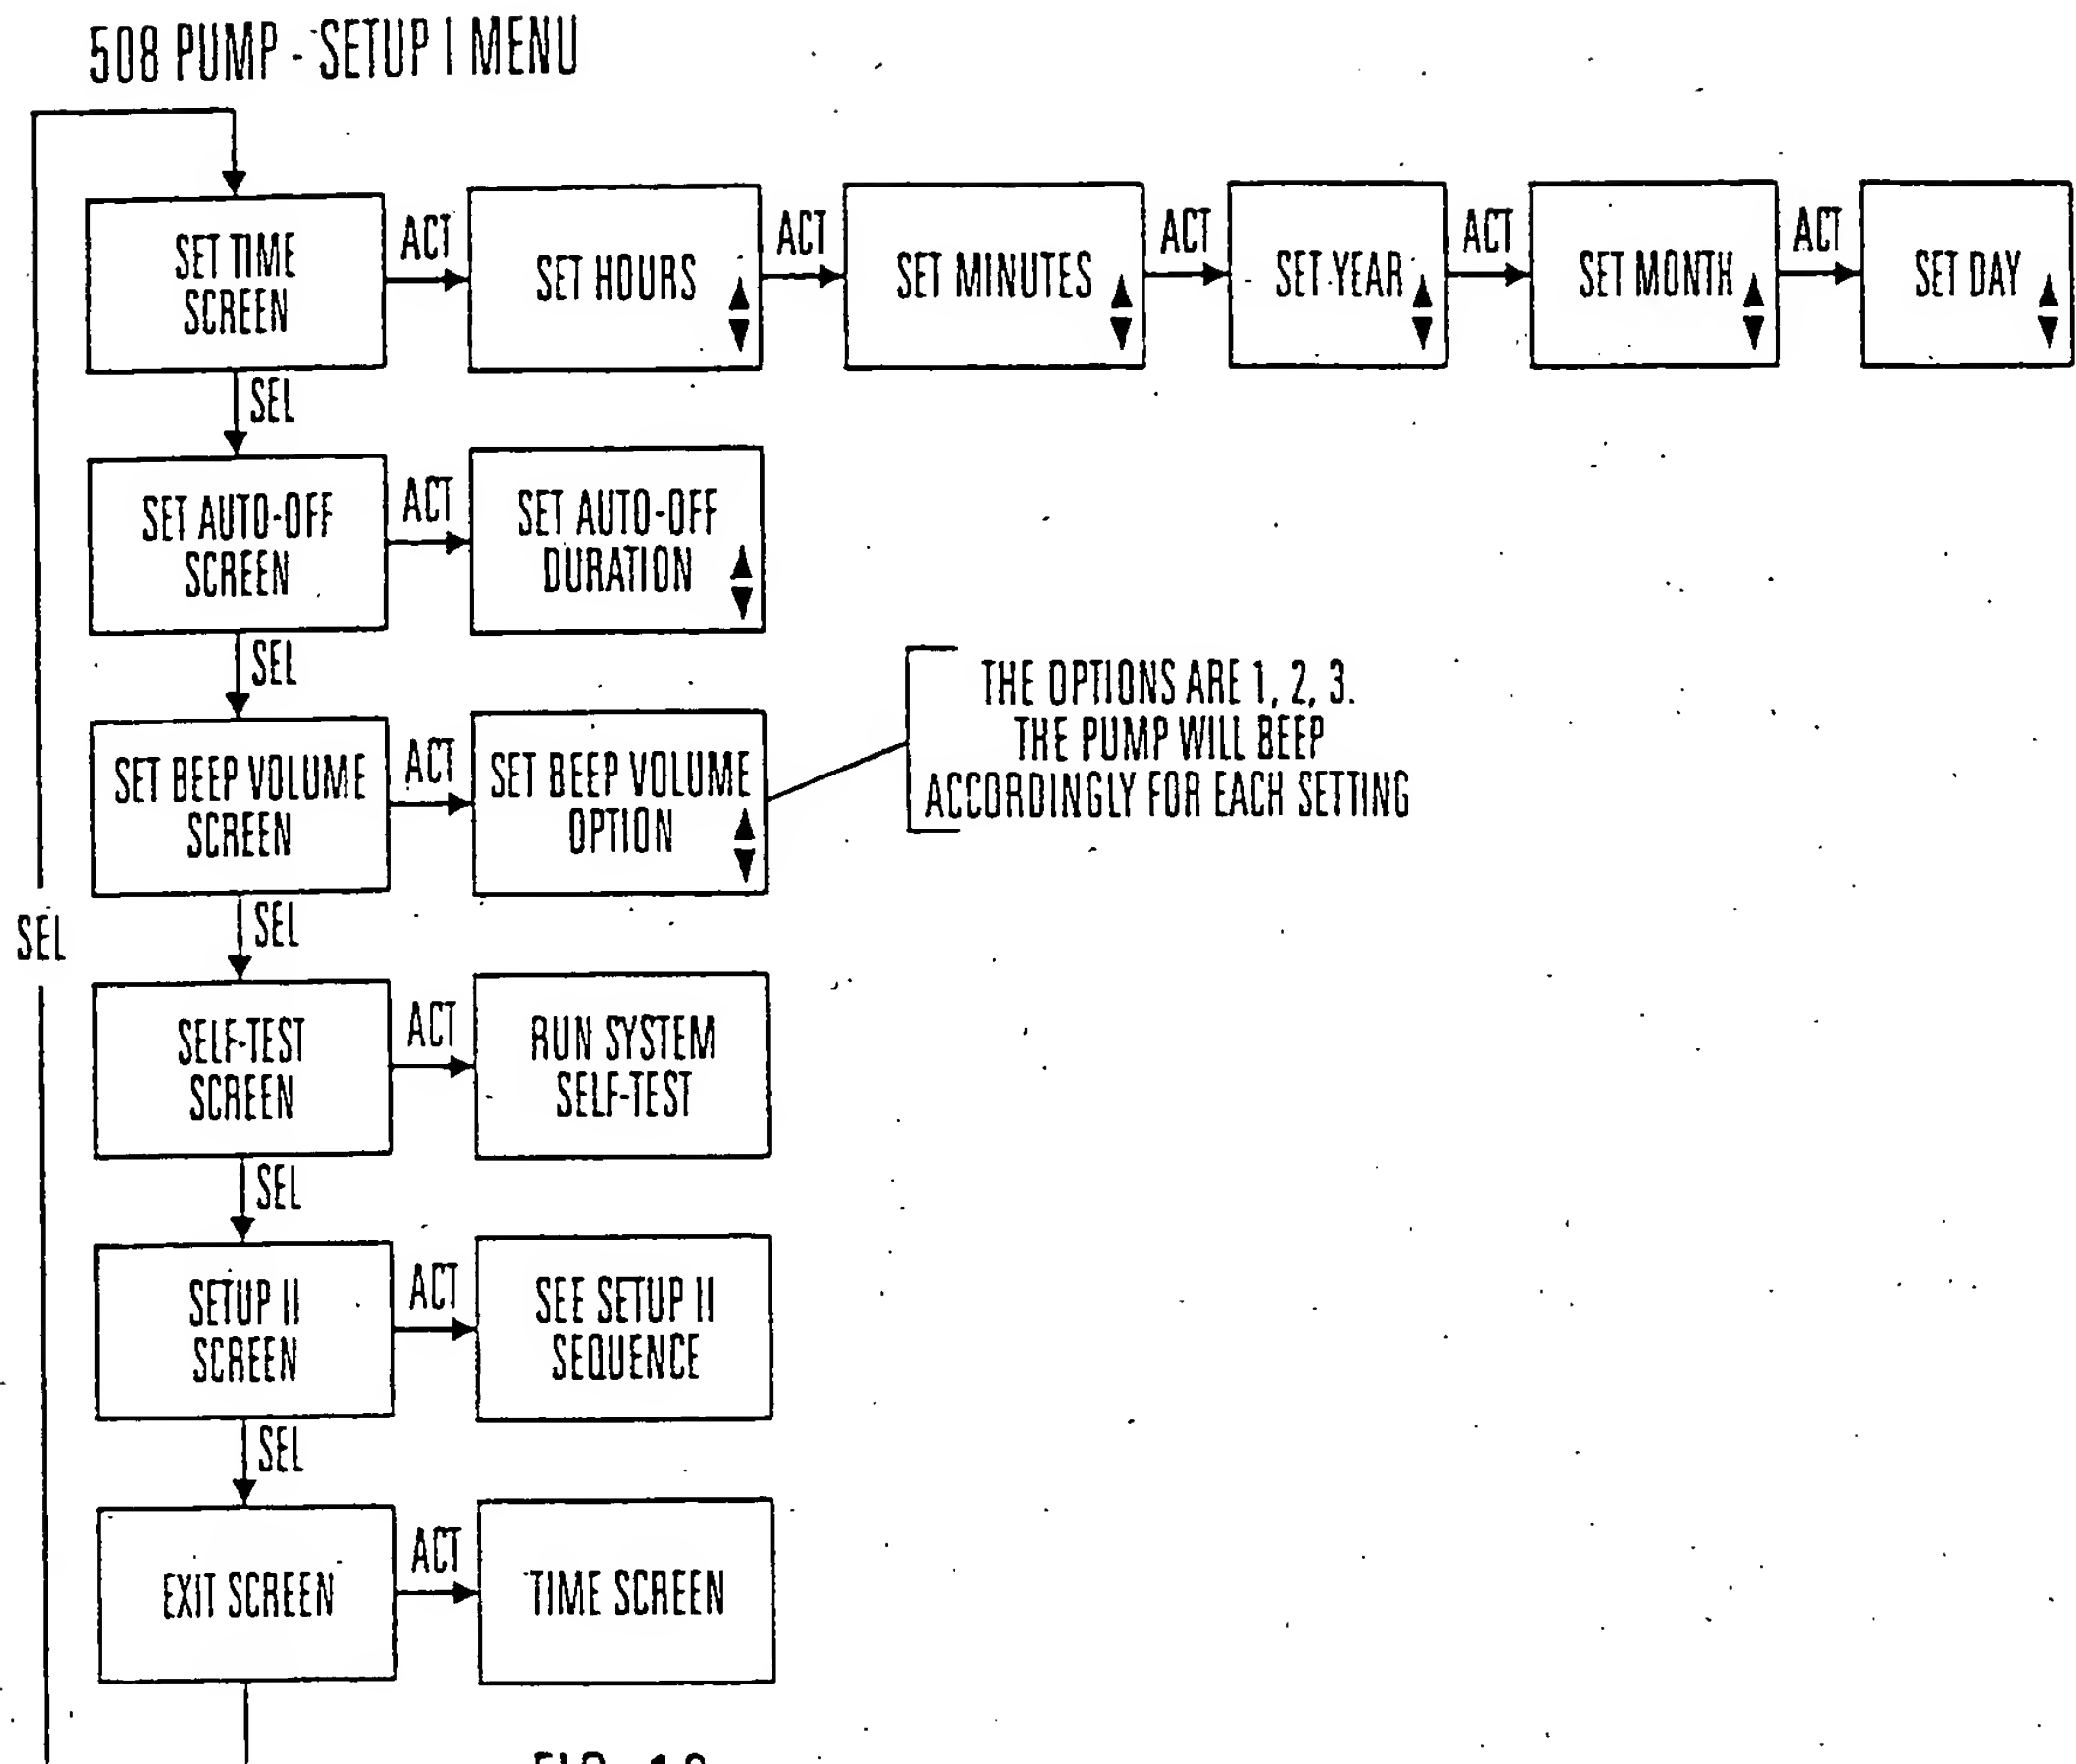 508 PUMP - SETUP I MENU
SET TIME
SCREEN
ACT
SET HOURS
ACT
SET MINUTES
ACT
SET YEAR
ACT
SET MONTH
ACT
SET DAY
SEL
SET AUTO-OFF
SCREEN
ACT
SET AUTO-OFF
DURATION
SEL
SET BEEP VOLUME
SCREEN
ACT
SET BEEP VOLUME
OPTION
THE OPTIONS ARE 1, 2, 3.
THE PUMP WILL BEEP
ACCORDINGLY FOR EACH SETTING
SEL
SEL
SELF-TEST
SCREEN
ACT
RUN SYSTEM
SELF-TEST
SEL
SETUP II
SCREEN
ACT
SEE SETUP II
SEQUENCE
SEL
EXIT SCREEN
ACT
TIME SCREEN